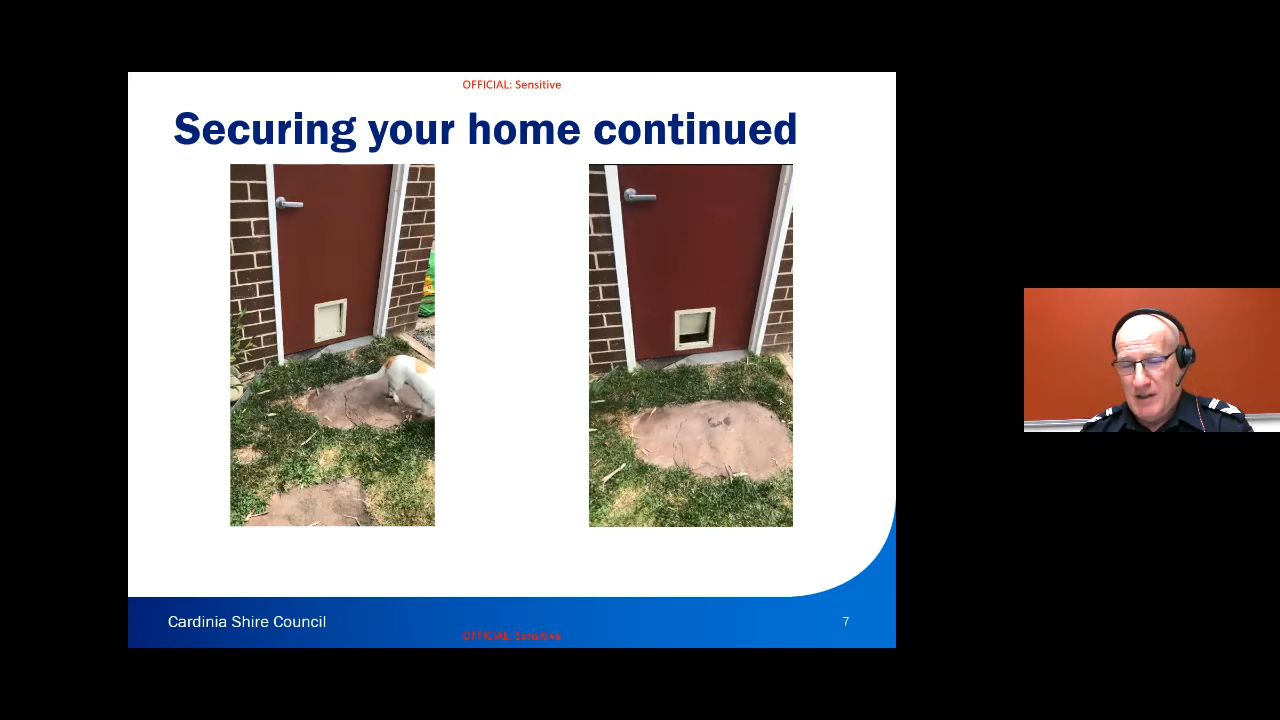 OFFICIAL: Sensitive
Securing your home continued
Cardinia Shire Council
7
OFFICIAL: Sensitive